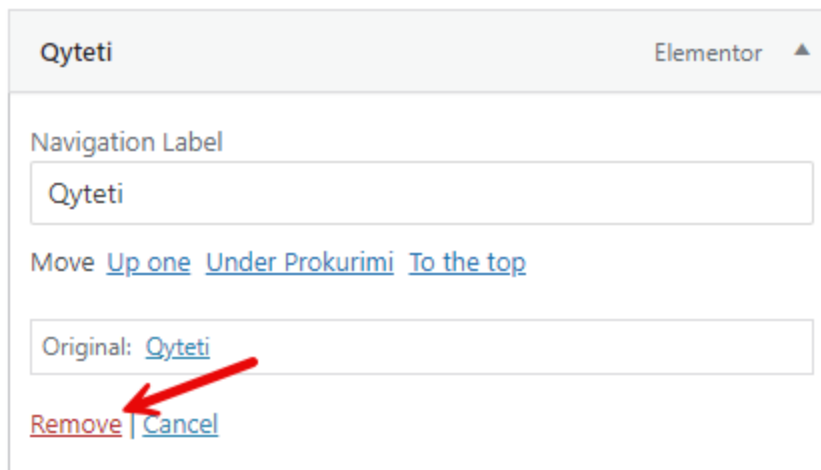 Qyteti Elementor
Navigation Label
Qyteti
Move Up one Under Prokurimi To the top
Original: Qyteti
Remove | Cancel